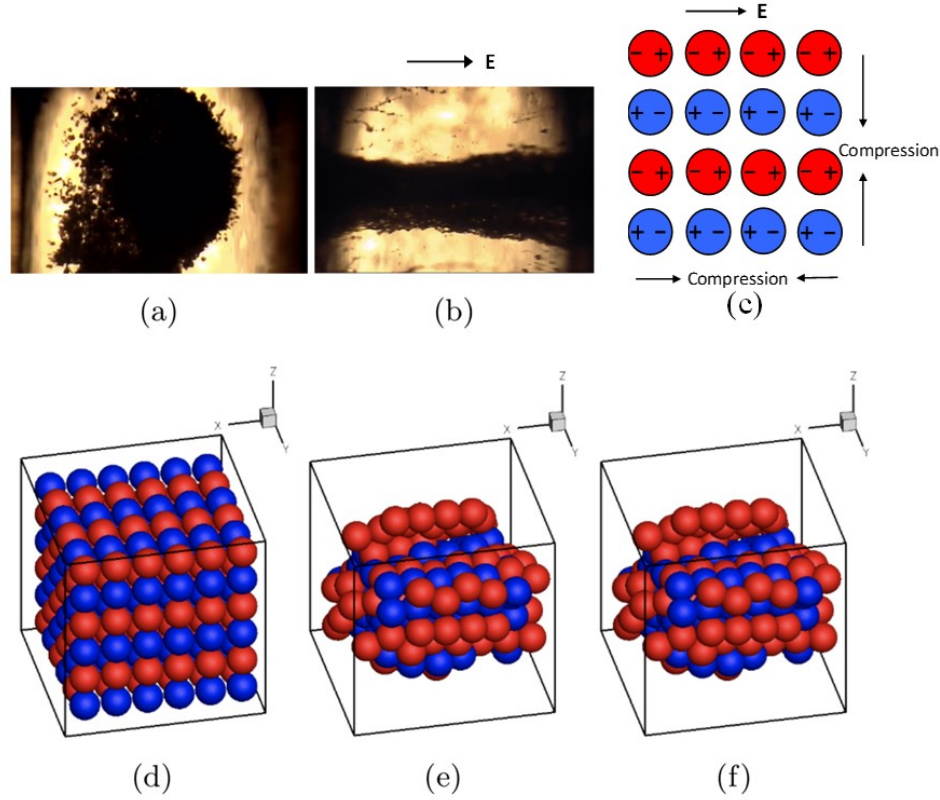 E
E
− + − + − + − +
+ − + − + − + −
Compression
− + − + − + − +
+ − + − + − + −
Compression
(a)
(b)
(c)
Z
X
Y
Z
X
Y
Z
X
Y
(d)
(e)
(f)